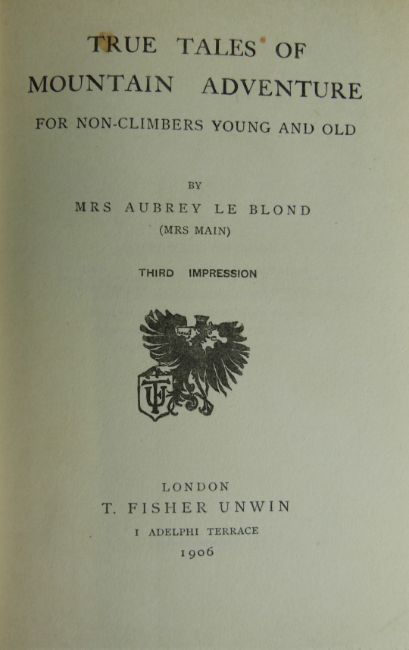 TRUE TALES OF
MOUNTAIN ADVENTURE
FOR NON-CLIMBERS YOUNG AND OLD
BY
MRS AUBREY LE BLOND
(MRS MAIN)
THIRD IMPRESSION
TFU
LONDON
T. FISHER UNWIN
1 ADELPHI TERRACE
1906